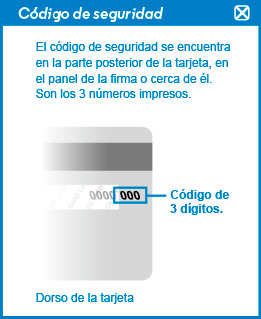 Código de seguridad
El código de seguridad se encuentra
en la parte posterior de la tarjeta, en
el panel de la firma o cerca de él.
Son los 3 números impresos.
0000 000
Código de
3 dígitos.
Dorso de la tarjeta